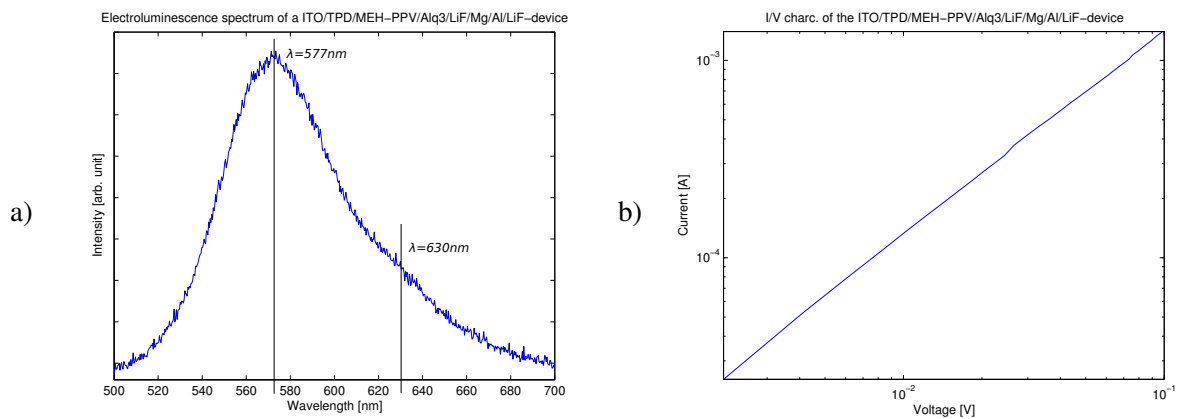 a)
Electroluminescence spectrum of a ITO/TPD/MEH−PPV/Alq3/LiF/Mg/Al/LiF−device
Intensity [arb. unit]
λ=577nm
λ=630nm
500 520 540 560 580 600 620 640 660 680 700
Wavelength [nm]
b)
I/V charc. of the ITO/TPD/MEH−PPV/Alq3/LiF/Mg/Al/LiF−device
Current [A]
10⁻³
10⁻⁴
10⁻² 10⁻¹
Voltage [V]